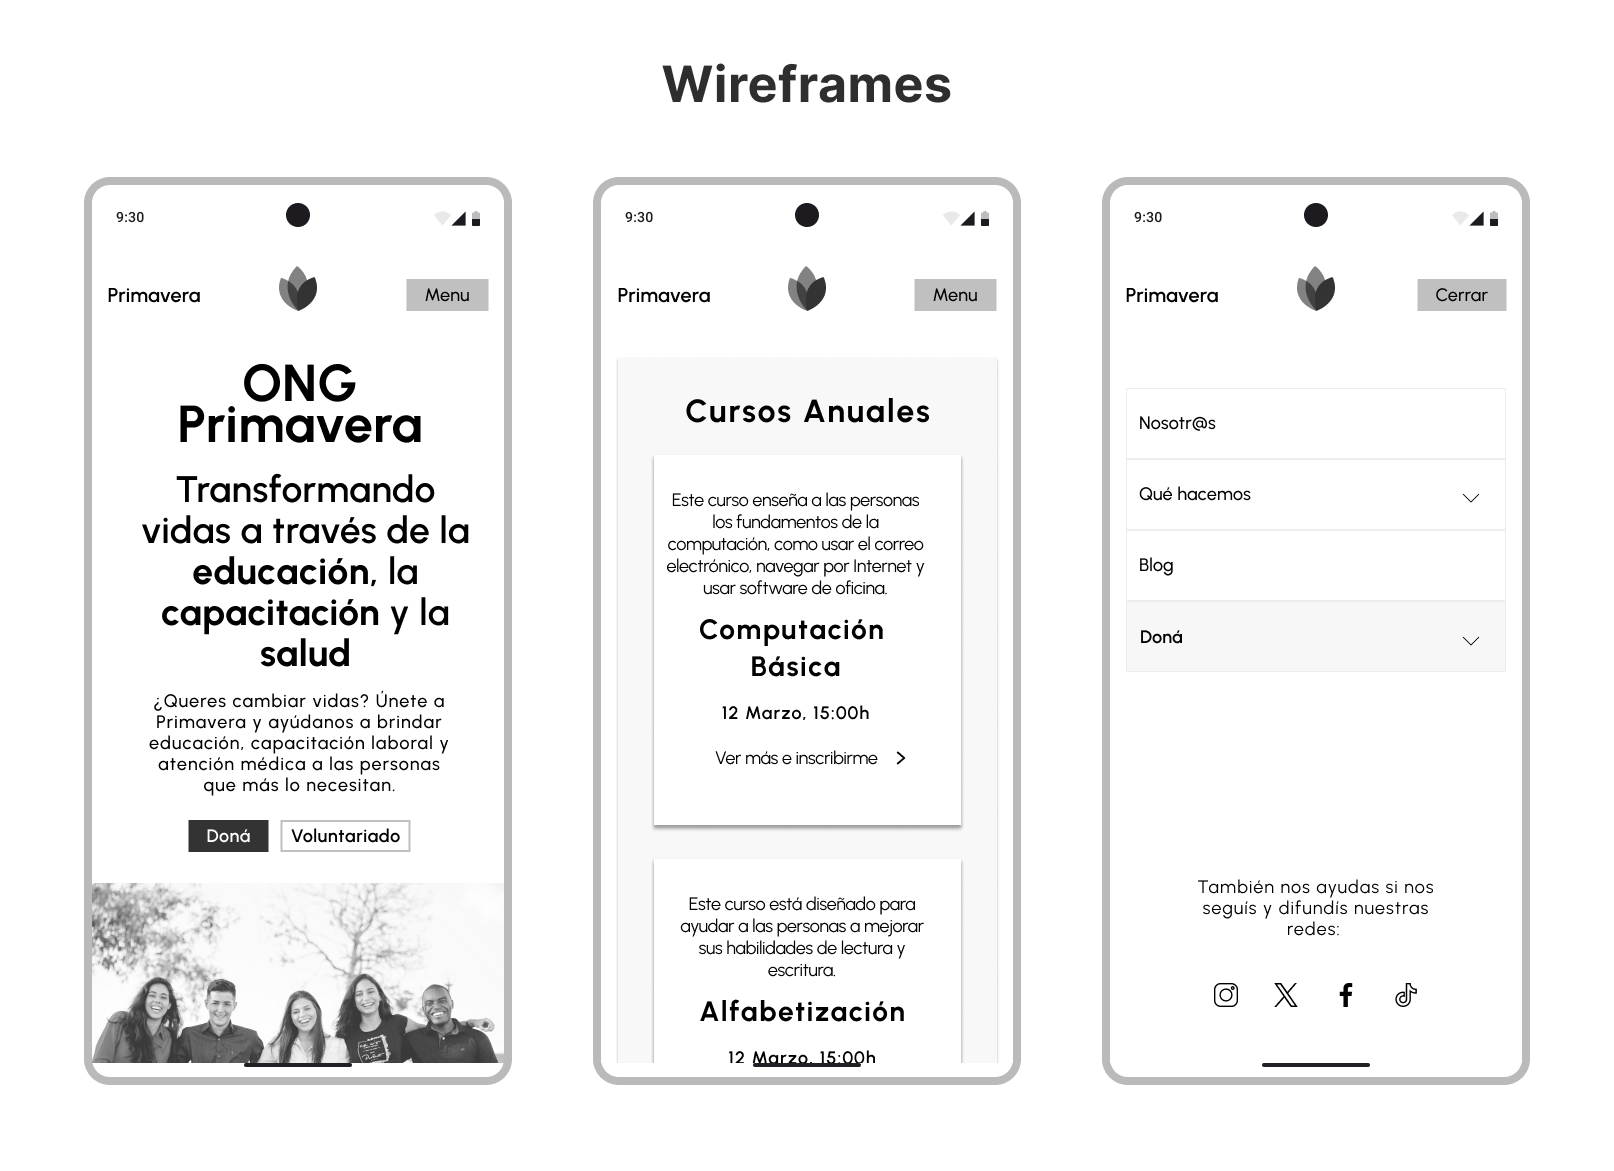 Wireframes
9:30
Primavera
Menu
ONG
Primavera
Transformando
vidas a través de la
educación, la
capacitación y la
salud
¿Queres cambiar vidas? Únete a
Primavera y ayúdanos a brindar
educación, capacitación laboral y
atención médica a las personas
que más lo necesitan.
Doná
Voluntariado
9:30
Primavera
Menu
Cursos Anuales
Este curso enseña a las personas
los fundamentos de la
computación, como usar el correo
electrónico, navegar por Internet y
usar software de oficina.
Computación
Básica
12 Marzo, 15:00h
Ver más e inscribirme
Este curso está diseñado para
ayudar a las personas a mejorar
sus habilidades de lectura y
escritura.
Alfabetización
12 Marzo, 15:00h
9:30
Primavera
Cerrar
Nosotr@s
Qué hacemos
Blog
Doná
También nos ayudas si nos
seguís y difundís nuestras
redes: